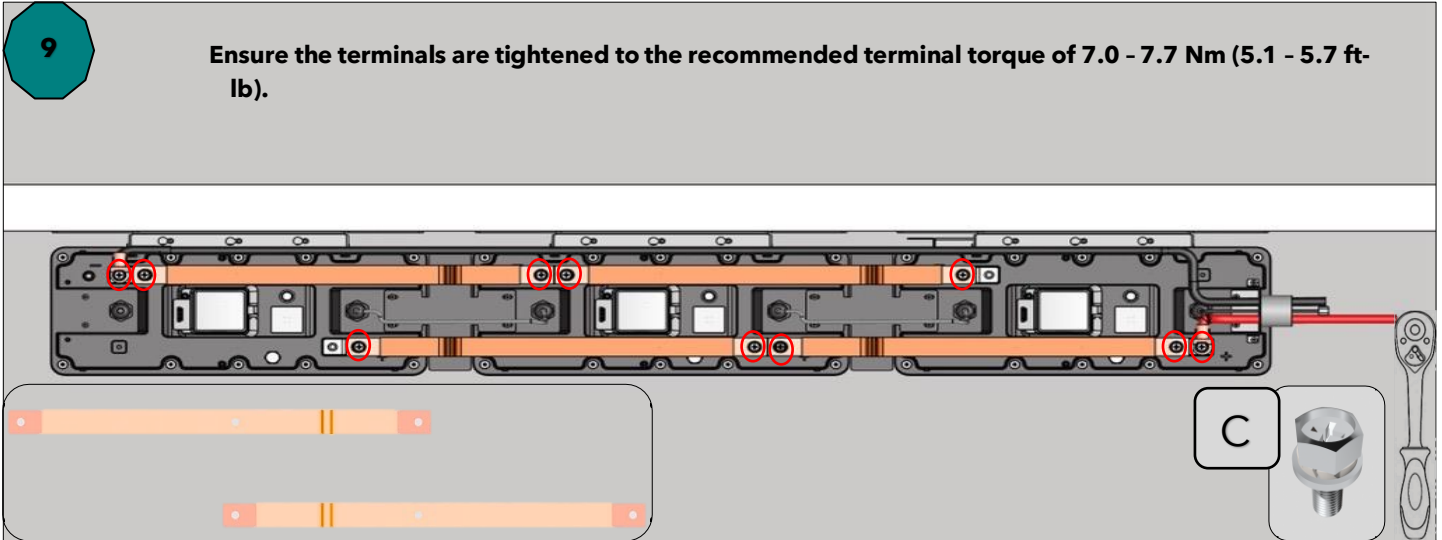 9
Ensure the terminals are tightened to the recommended terminal torque of 7.0 – 7.7 Nm (5.1 – 5.7 ft-
lb).
C